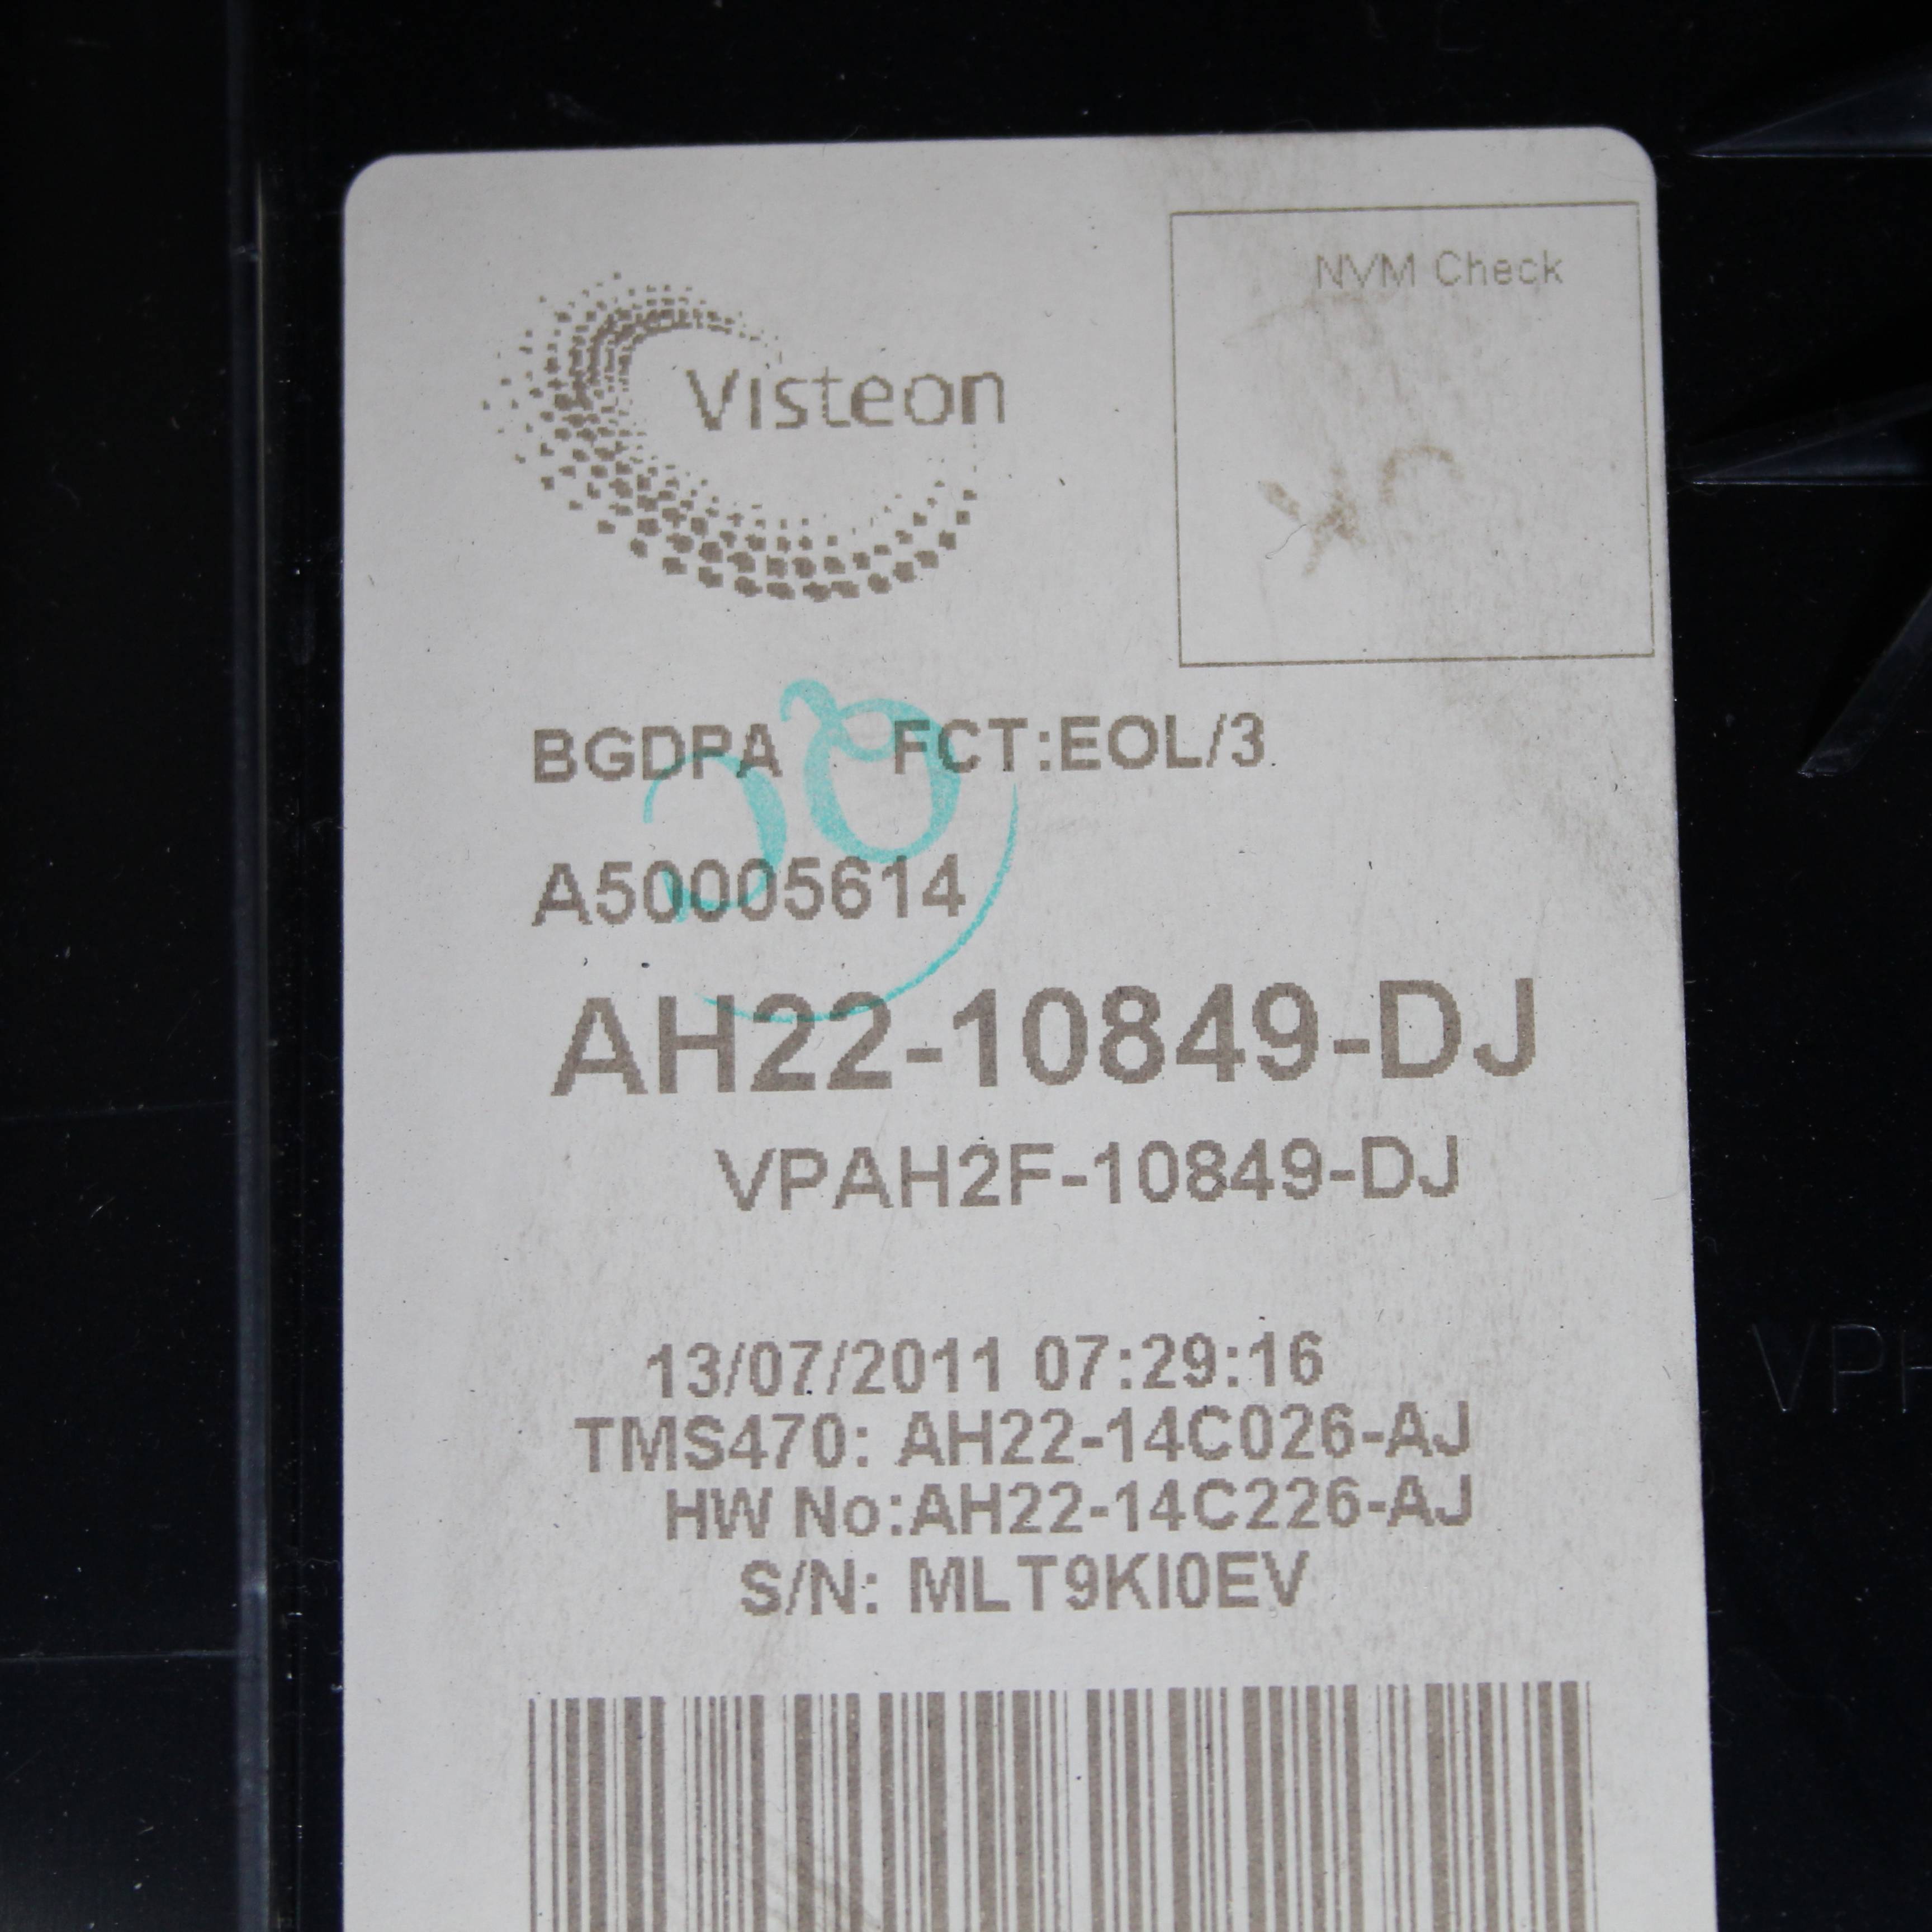 NVM Check
Visteon
BGDPA FCT:EOL/3
A50005614
AH22-10849-DJ
VPAH2F-10849-DJ
13/07/2011 07:29:16
TMS470: AH22-14C026-AJ
HW No:AH22-14C226-AJ
S/N: MLT9KI0EV